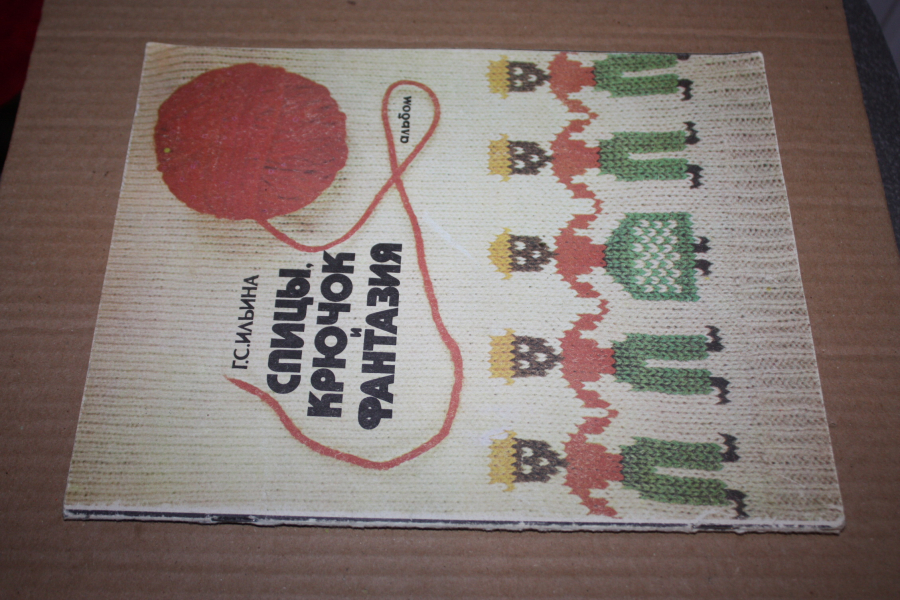 Г.С.ИЛЬИНА
СПИЦЫ,
КРЮЧОК
И
ФАНТАЗИЯ
альбом